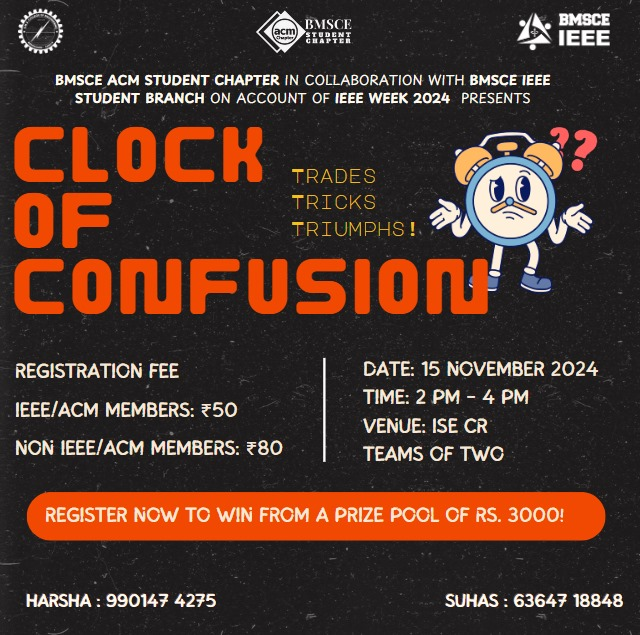 acm
Chapter
BMSCE
STUDENT
CHAPTER
BMSCE
IEEE
BMSCE ACM STUDENT CHAPTER IN COLLABORATION WITH BMSCE IEEE
STUDENT BRANCH ON ACCOUNT OF IEEE WEEK 2024 PRESENTS
CLOCK
OF
CONFUSION
TRADES
TRICKS
TRIUMPHS!
??
REGISTRATION FEE
IEEE/ACM MEMBERS: ₹50
NON IEEE/ACM MEMBERS: ₹80
DATE: 15 NOVEMBER 2024
TIME: 2 PM - 4 PM
VENUE: ISE CR
TEAMS OF TWO
REGISTER NOW TO WIN FROM A PRIZE POOL OF RS. 3000!
HARSHA : 990147 4275
SUHAS : 63647 18848